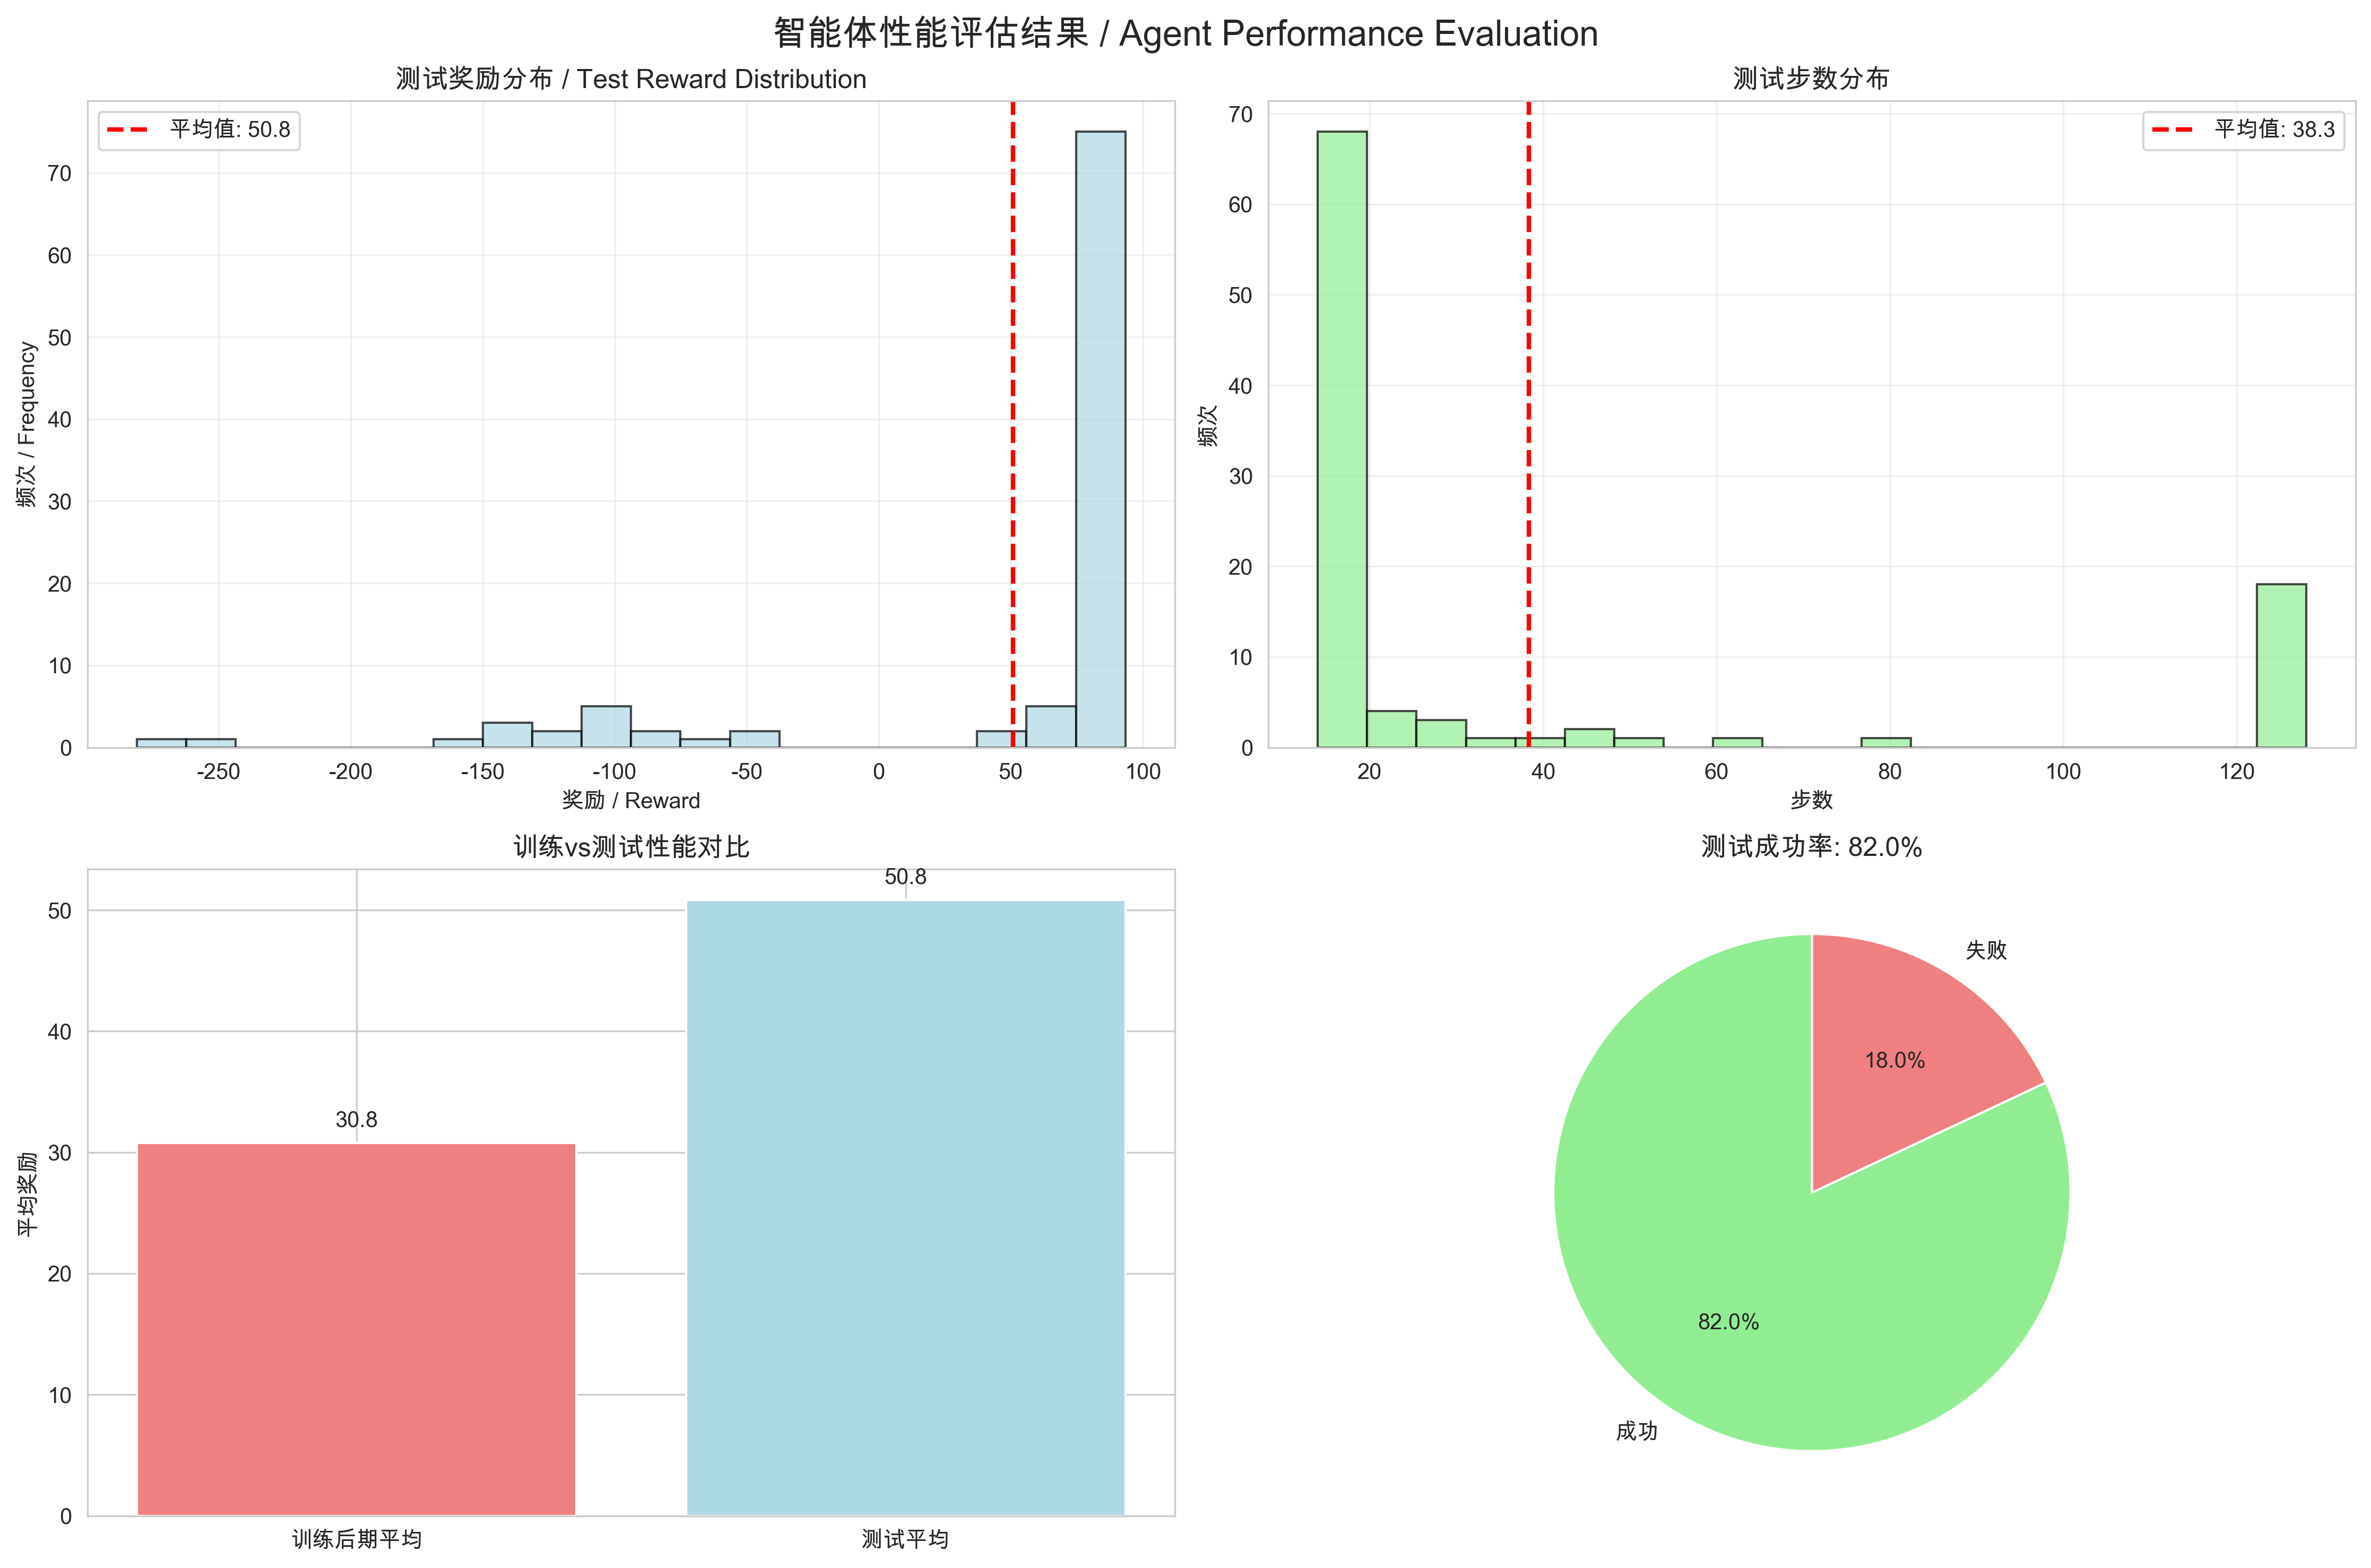 智能体性能评估结果 / Agent Performance Evaluation
测试奖励分布 / Test Reward Distribution
平均值: 50.8
频次 / Frequency
70
60
50
40
30
20
10
0
-250 -200 -150 -100 -50 0 50 100
奖励 / Reward
测试步数分布
平均值: 38.3
频次
70
60
50
40
30
20
10
0
20 40 60 80 100 120
步数
训练vs测试性能对比
平均奖励
50
40
30
20
10
0
30.8
50.8
训练后期平均 测试平均
测试成功率: 82.0%
失败
18.0%
82.0%
成功